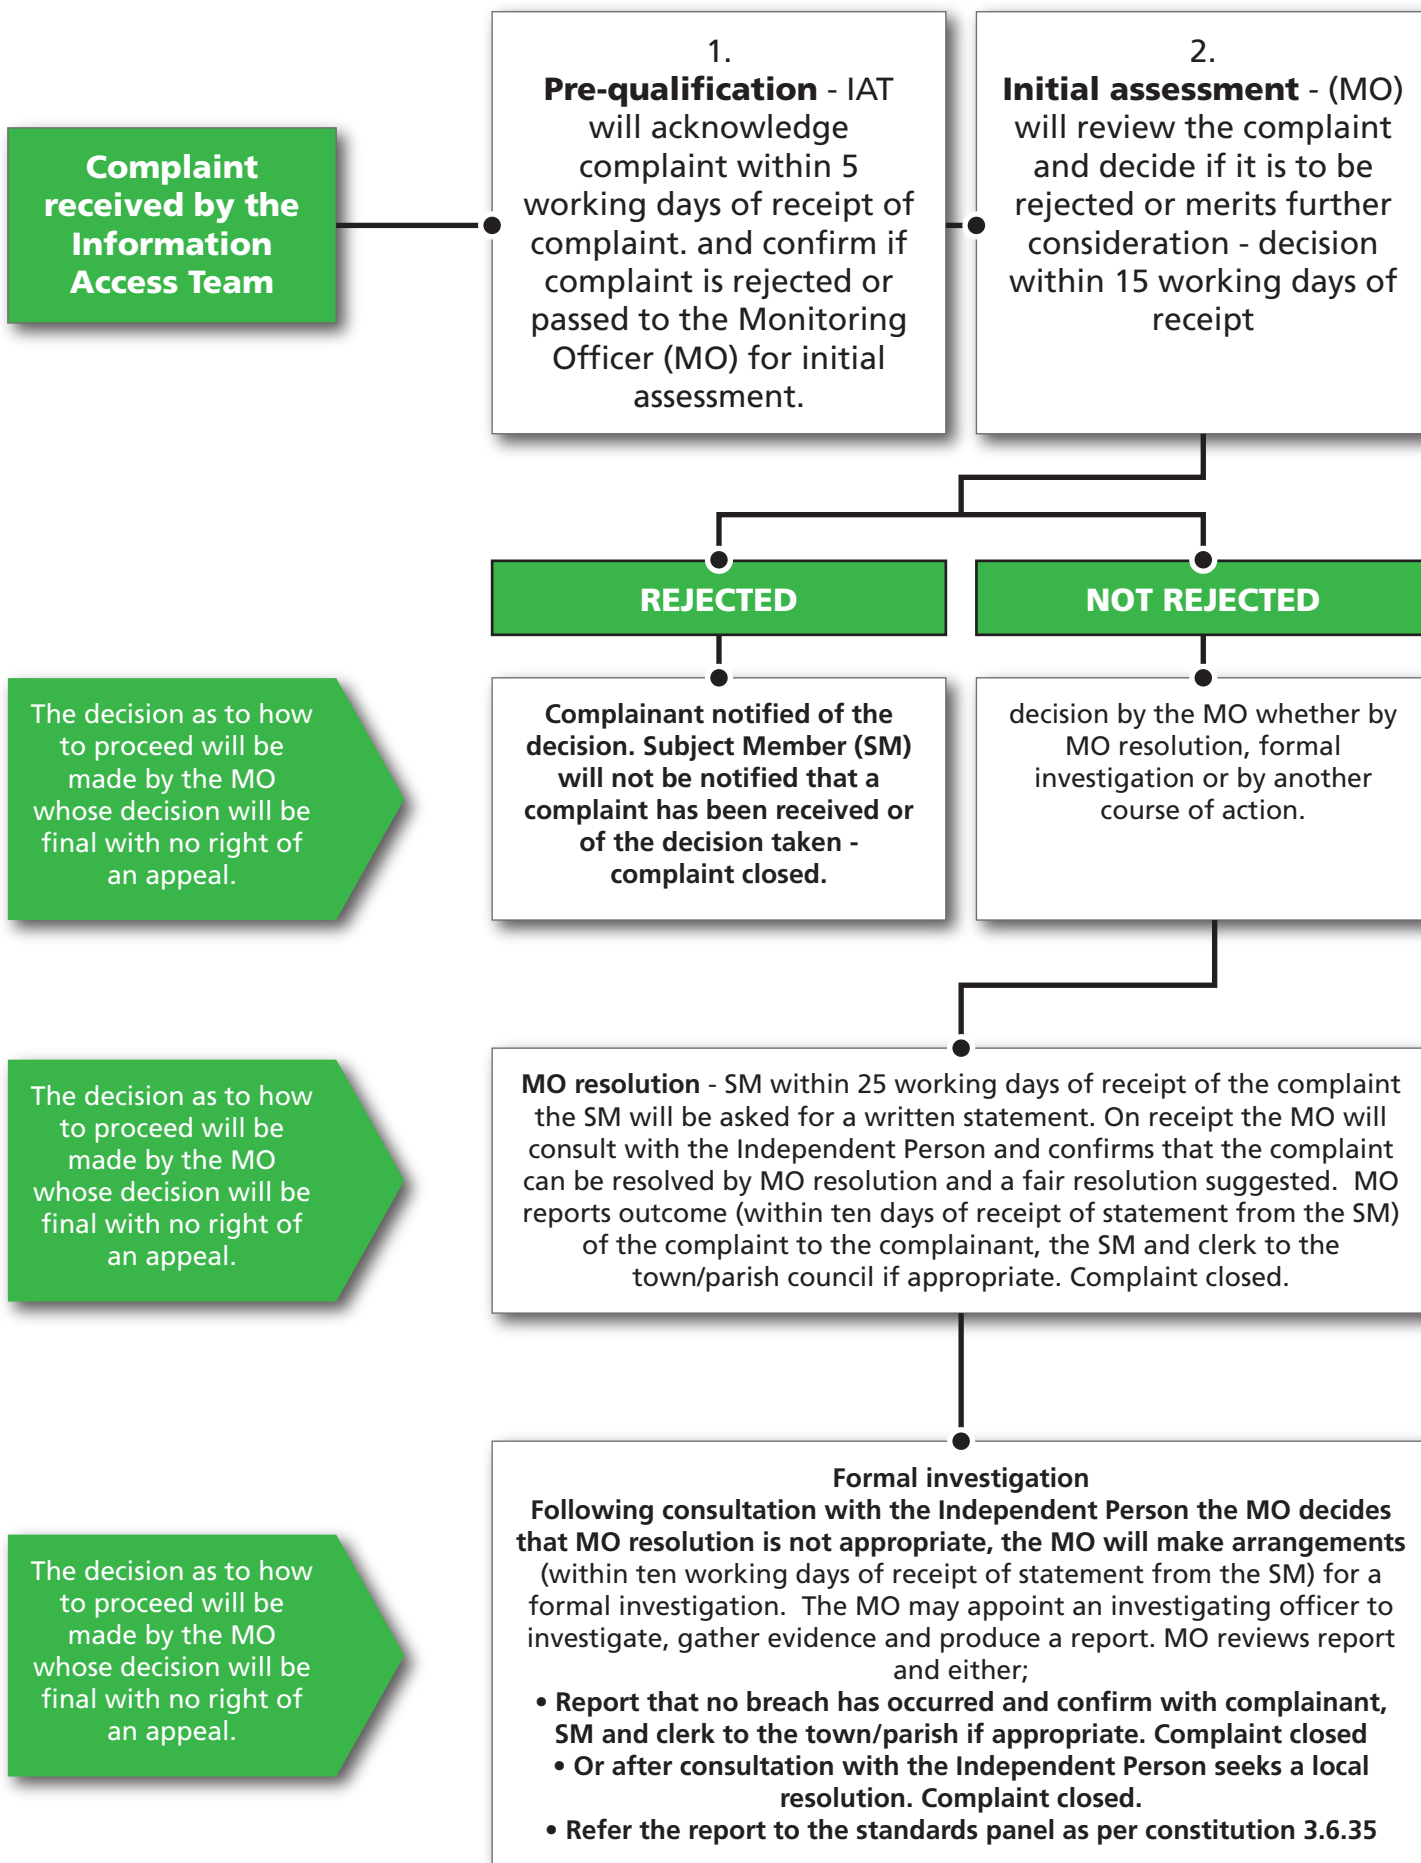 Complaint
received by the
Information
Access Team
1.
Pre-qualification - IAT
will acknowledge
complaint within 5
working days of receipt of
complaint. and confirm if
complaint is rejected or
passed to the Monitoring
Officer (MO) for initial
assessment.
2.
Initial assessment - (MO)
will review the complaint
and decide if it is to be
rejected or merits further
consideration - decision
within 15 working days of
receipt
REJECTED
NOT REJECTED
The decision as to how
to proceed will be
made by the MO
whose decision will be
final with no right of
an appeal.
Complainant notified of the
decision. Subject Member (SM)
will not be notified that a
complaint has been received or
of the decision taken -
complaint closed.
decision by the MO whether by
MO resolution, formal
investigation or by another
course of action.
The decision as to how
to proceed will be
made by the MO
whose decision will be
final with no right of
an appeal.
MO resolution - SM within 25 working days of receipt of the complaint
the SM will be asked for a written statement. On receipt the MO will
consult with the Independent Person and confirms that the complaint
can be resolved by MO resolution and a fair resolution suggested. MO
reports outcome (within ten days of receipt of statement from the SM)
of the complaint to the complainant, the SM and clerk to the
town/parish council if appropriate. Complaint closed.
The decision as to how
to proceed will be
made by the MO
whose decision will be
final with no right of
an appeal.
Formal investigation
Following consultation with the Independent Person the MO decides
that MO resolution is not appropriate, the MO will make arrangements
(within ten working days of receipt of statement from the SM) for a
formal investigation. The MO may appoint an investigating officer to
investigate, gather evidence and produce a report. MO reviews report
and either;
• Report that no breach has occurred and confirm with complainant,
SM and clerk to the town/parish if appropriate. Complaint closed
• Or after consultation with the Independent Person seeks a local
resolution. Complaint closed.
• Refer the report to the standards panel as per constitution 3.6.35